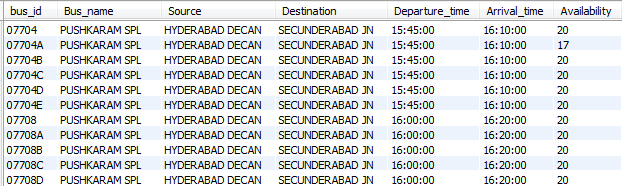 bus_id Bus_name Source Destination Departure_time Arrival_time Availability
07704 PUSHKARAM SPL HYDERABAD DECAN SECUNDERABAD JN 15:45:00 16:10:00 20
07704A PUSHKARAM SPL HYDERABAD DECAN SECUNDERABAD JN 15:45:00 16:10:00 17
07704B PUSHKARAM SPL HYDERABAD DECAN SECUNDERABAD JN 15:45:00 16:10:00 20
07704C PUSHKARAM SPL HYDERABAD DECAN SECUNDERABAD JN 15:45:00 16:10:00 20
07704D PUSHKARAM SPL HYDERABAD DECAN SECUNDERABAD JN 15:45:00 16:10:00 20
07704E PUSHKARAM SPL HYDERABAD DECAN SECUNDERABAD JN 15:45:00 16:10:00 20
07708 PUSHKARAM SPL HYDERABAD DECAN SECUNDERABAD JN 16:00:00 16:20:00 20
07708A PUSHKARAM SPL HYDERABAD DECAN SECUNDERABAD JN 16:00:00 16:20:00 20
07708B PUSHKARAM SPL HYDERABAD DECAN SECUNDERABAD JN 16:00:00 16:20:00 20
07708C PUSHKARAM SPL HYDERABAD DECAN SECUNDERABAD JN 16:00:00 16:20:00 20
07708D PUSHKARAM SPL HYDERABAD DECAN SECUNDERABAD JN 16:00:00 16:20:00 20